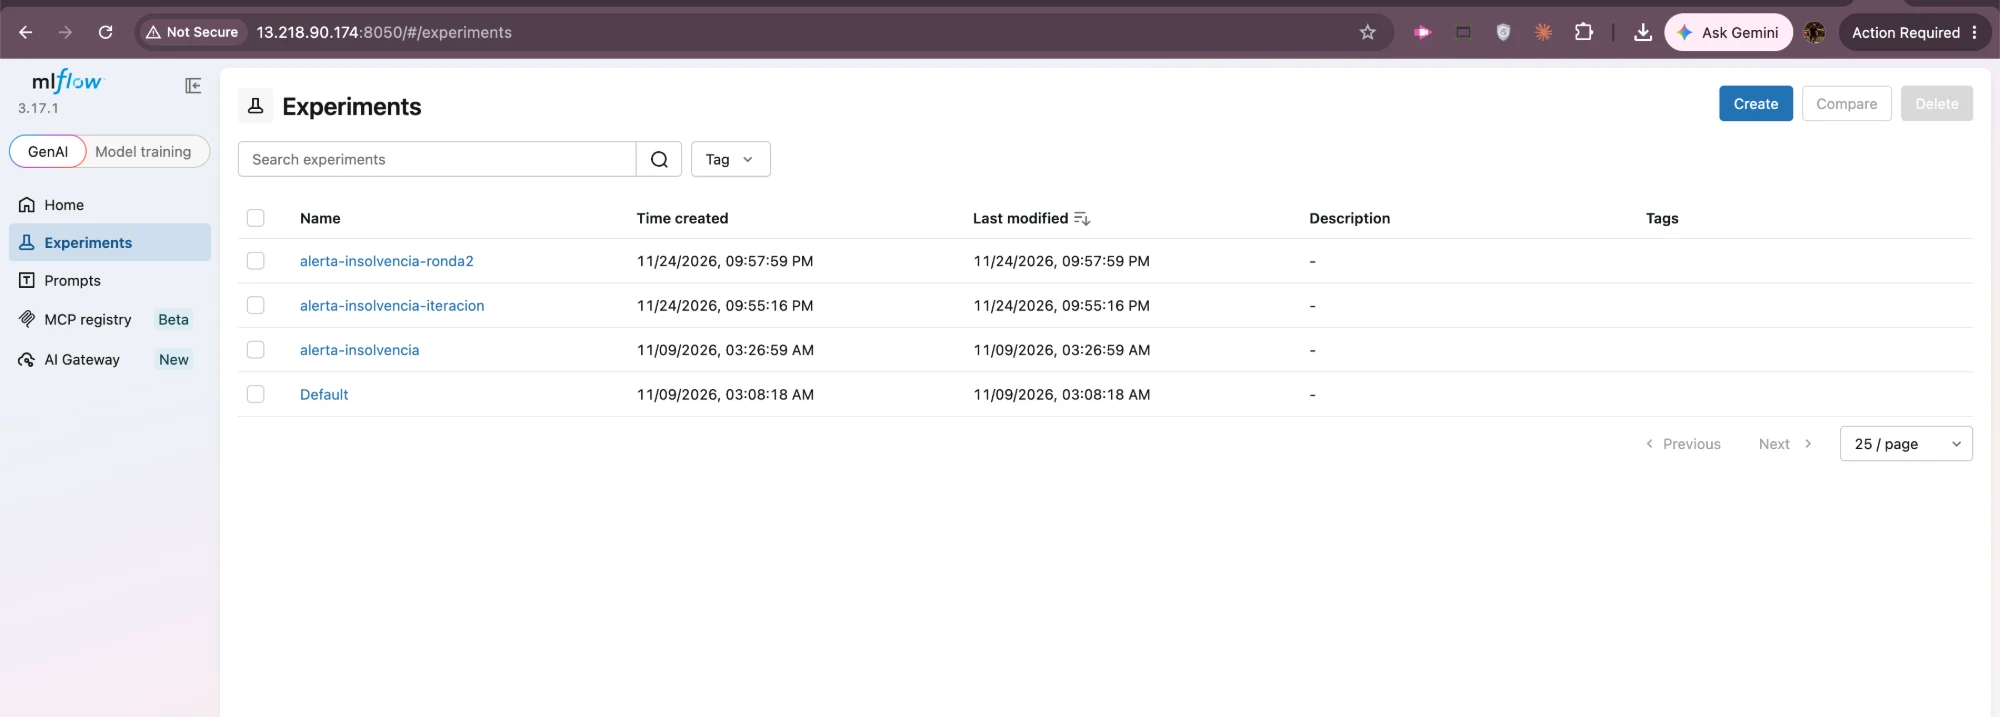 Not Secure 13.218.90.174:8050/#/experiments Ask Gemini Action Required
mlflow
3.17.1
GenAI Model training
Home
Experiments
Prompts
MCP registry Beta
AI Gateway New
Experiments
Create Compare Delete
Search experiments Tag
Name Time created Last modified Description Tags
alerta-insolvencia-ronda2 11/24/2026, 09:57:59 PM 11/24/2026, 09:57:59 PM -
alerta-insolvencia-iteracion 11/24/2026, 09:55:16 PM 11/24/2026, 09:55:16 PM -
alerta-insolvencia 11/09/2026, 03:26:59 AM 11/09/2026, 03:26:59 AM -
Default 11/09/2026, 03:08:18 AM 11/09/2026, 03:08:18 AM -
Previous Next 25 / page